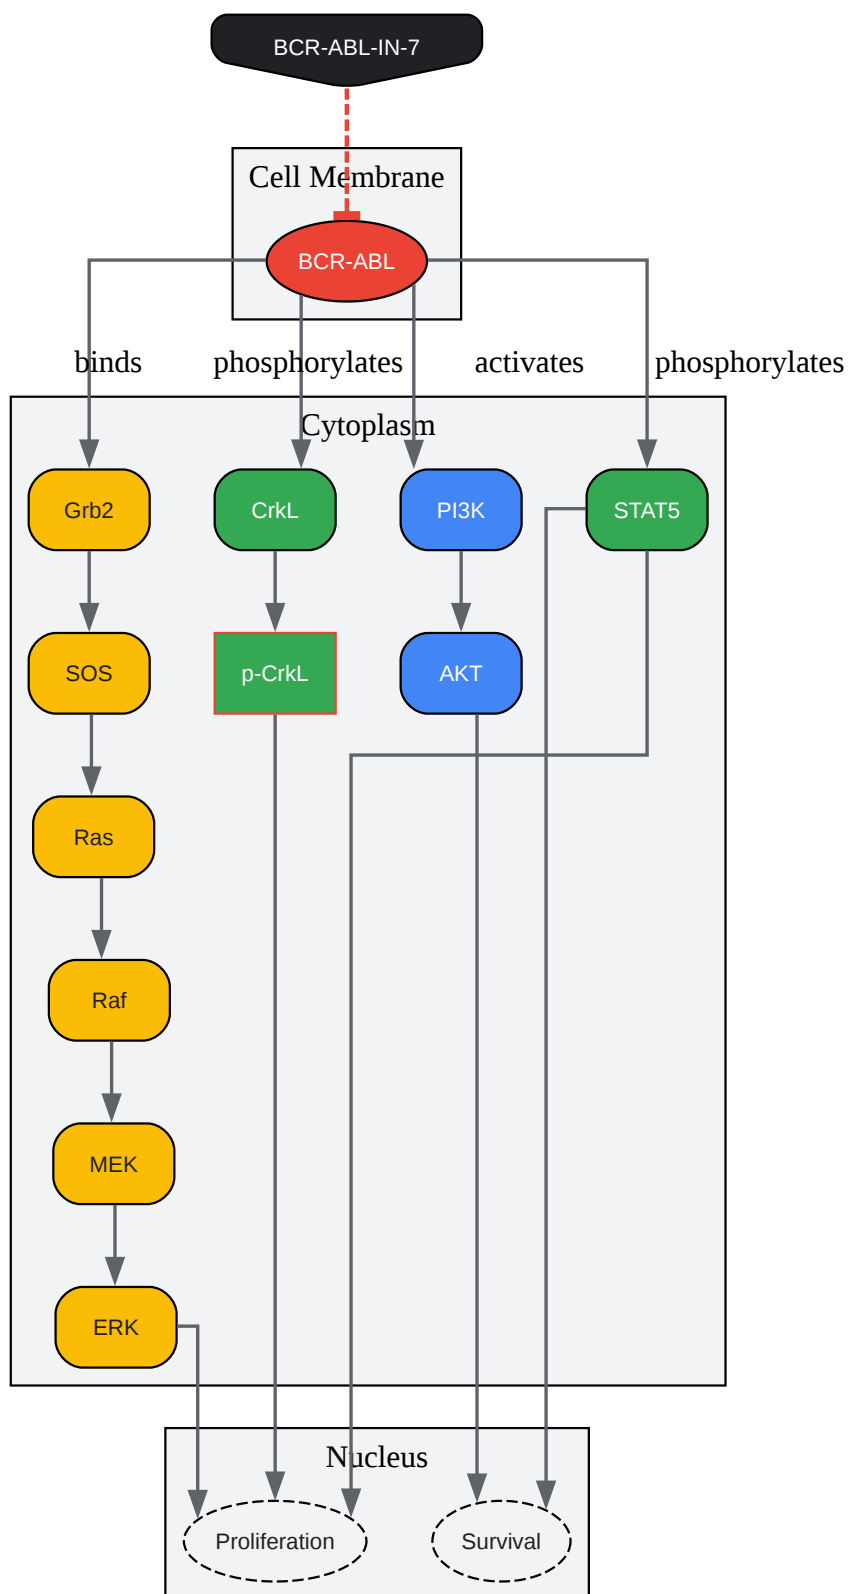 BCR-ABL-IN-7
Cell Membrane
BCR-ABL
binds
phosphorylates
activates
phosphorylates
Cytoplasm
Grb2
CrkL
PI3K
STAT5
SOS
p-CrkL
AKT
Ras
Raf
MEK
ERK
Nucleus
Proliferation
Survival